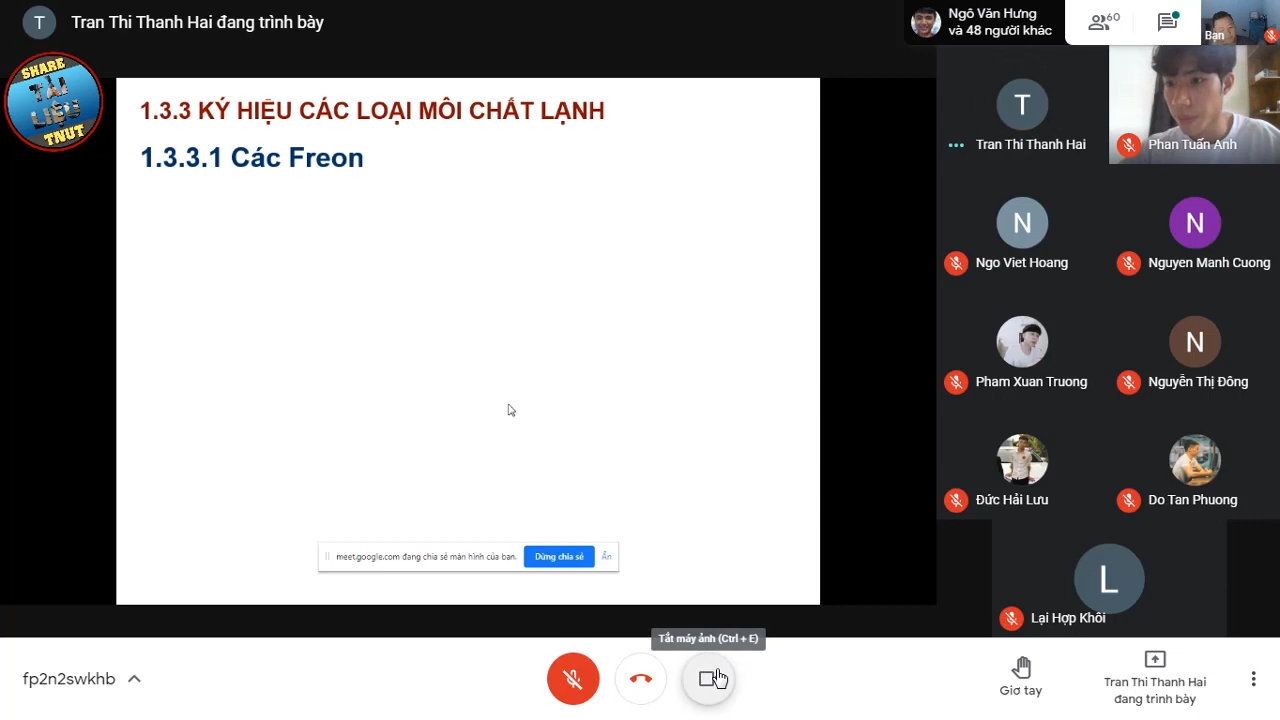 T Tran Thi Thanh Hai đang trình bày
Ngô Văn Hưng
và 48 người khác
60
Bạn
SHARE
TÀI
LIỆU
TNUT
1.3.3 KÝ HIỆU CÁC LOẠI MÔI CHẤT LẠNH
1.3.3.1 Các Freon
T
Tran Thi Thanh Hai
Phan Tuấn Anh
N
Ngo Viet Hoang
N
Nguyen Manh Cuong
Pham Xuan Truong
N
Nguyễn Thị Đông
Đức Hải Lưu
Do Tan Phuong
L
Lại Hợp Khôi
meet.google.com đang chia sẻ màn hình của bạn. Dừng chia sẻ Ẩn
Tắt máy ảnh (Ctrl + E)
fp2n2swkhb
Giơ tay
Tran Thi Thanh Hai
đang trình bày